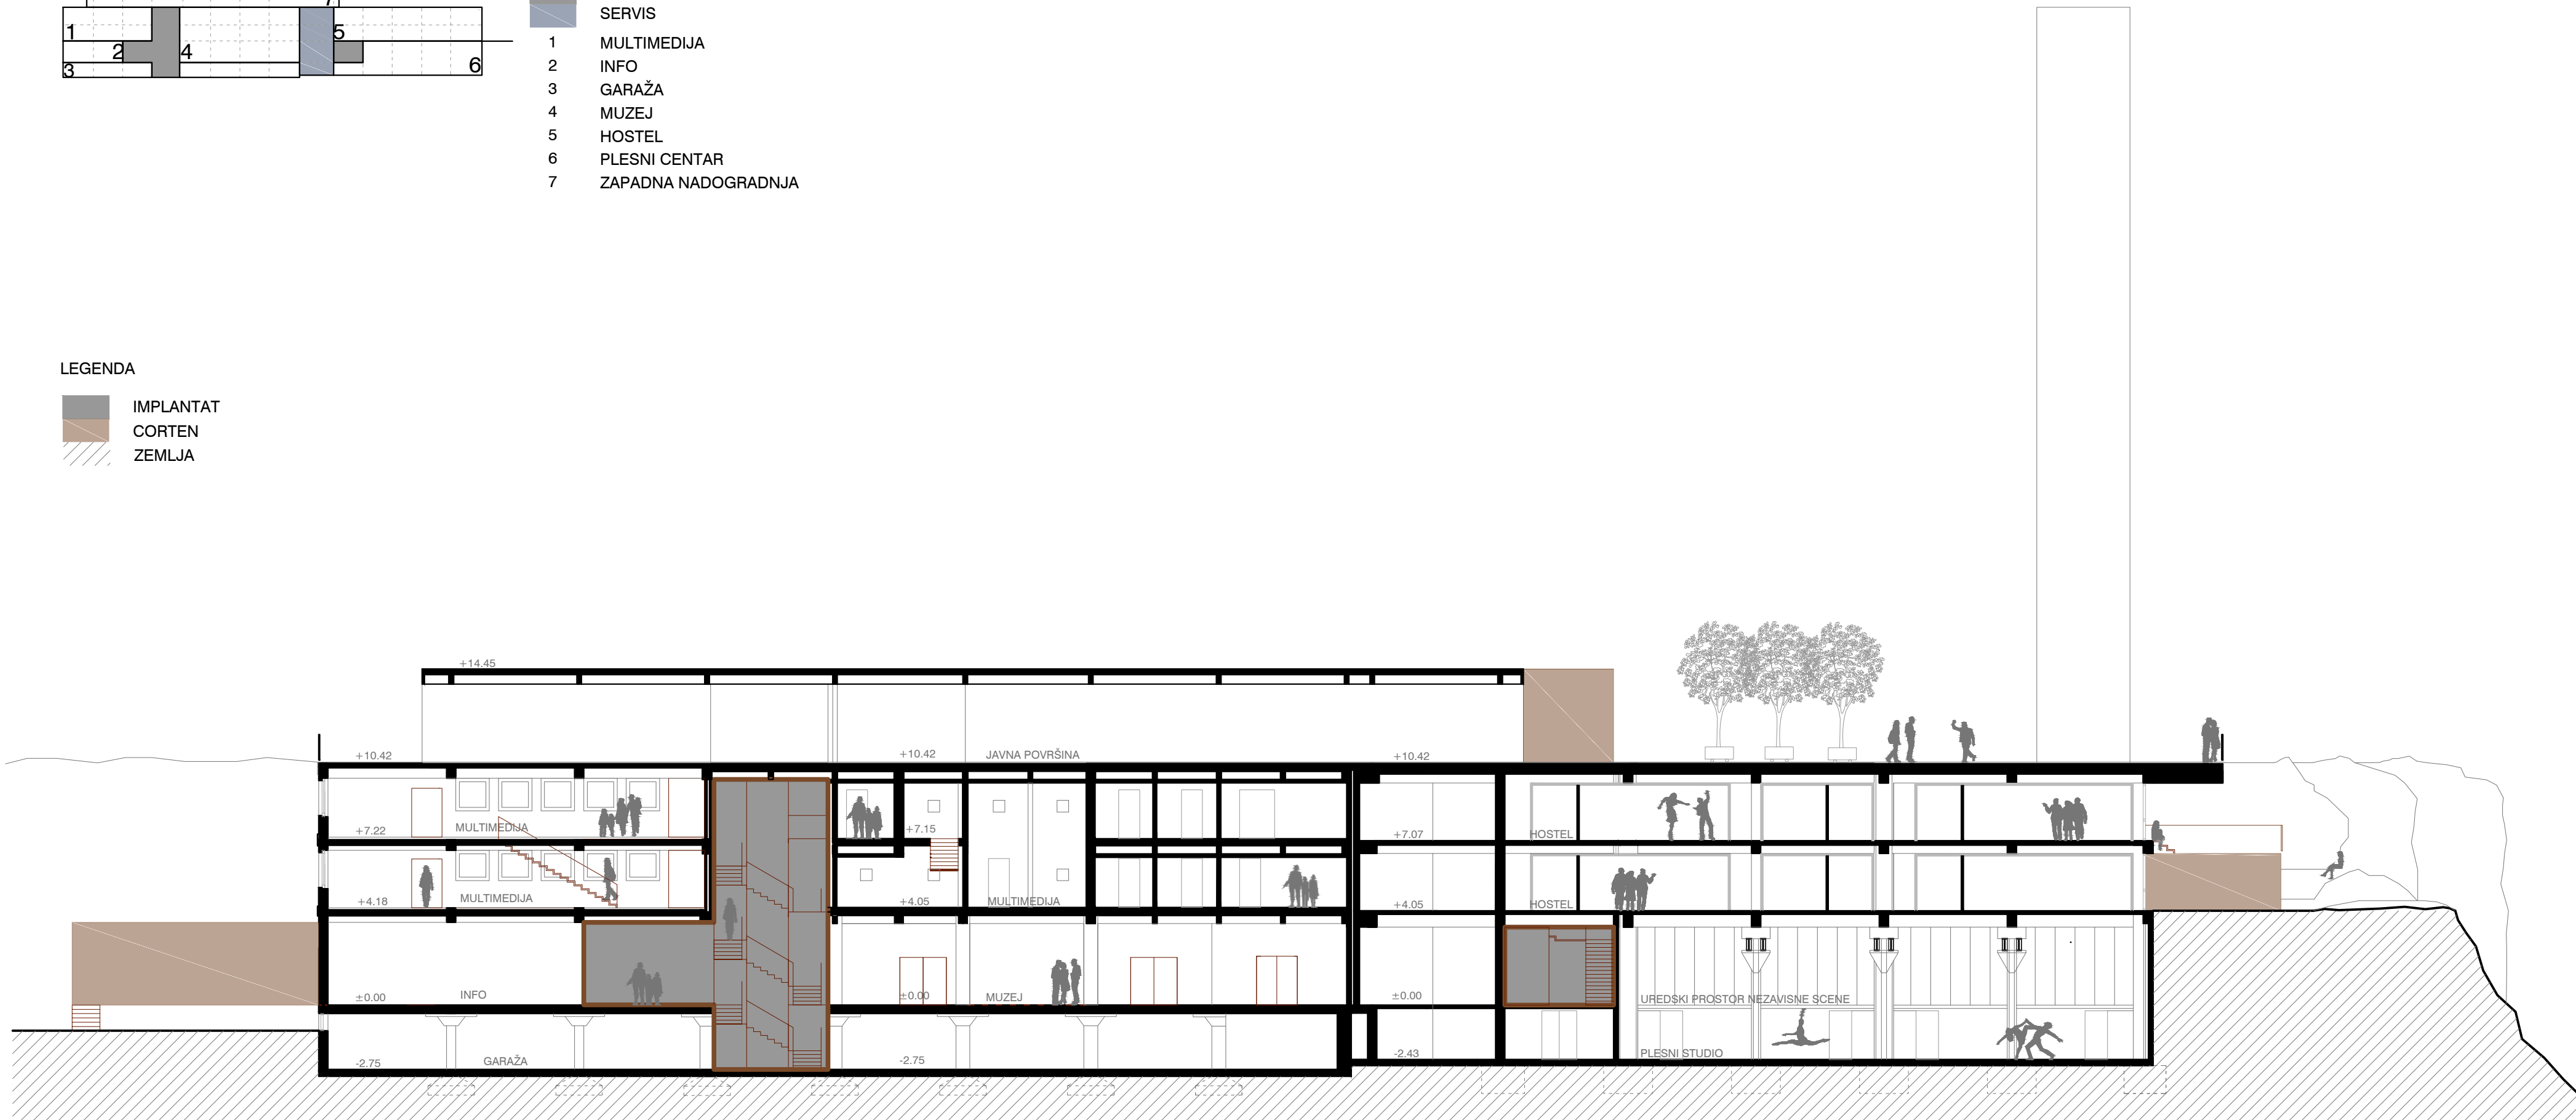 7
1
2
3
4
5
6
SERVIS
1 MULTIMEDIJA
2 INFO
3 GARAŽA
4 MUZEJ
5 HOSTEL
6 PLESNI CENTAR
7 ZAPADNA NADOGRADNJA
LEGENDA
IMPLANTAT
CORTEN
ZEMLJA
+14.45
+10.42
+10.42
JAVNA POVRŠINA
+10.42
+7.22
MULTIMEDIJA
+7.15
+7.07
HOSTEL
+4.18
MULTIMEDIJA
+4.05
MULTIMEDIJA
+4.05
HOSTEL
±0.00
INFO
±0.00
MUZEJ
±0.00
UREDSKI PROSTOR NEZAVISNE SCENE
-2.75
GARAŽA
-2.75
-2.43
PLESNI STUDIO